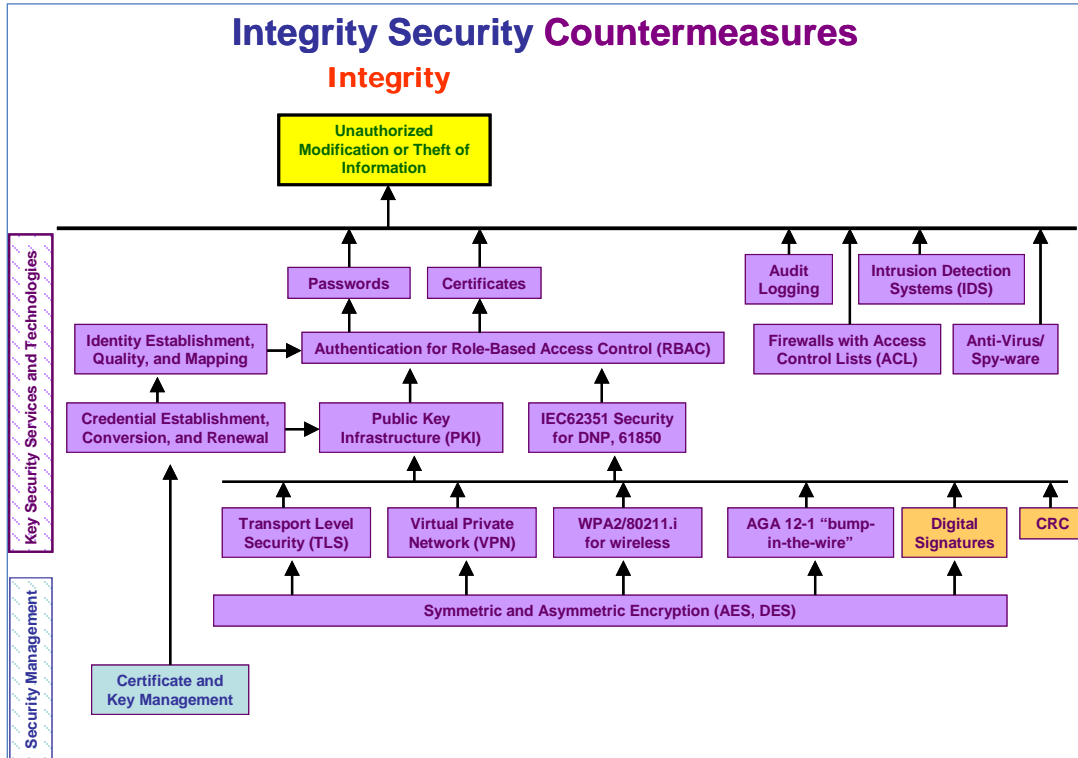 Integrity Security Countermeasures
Integrity
Unauthorized
Modification or Theft of
Information
Key Security Services and Technologies
Passwords
Certificates
Audit
Logging
Intrusion Detection
Systems (IDS)
Identity Establishment,
Quality, and Mapping
Authentication for Role-Based Access Control (RBAC)
Firewalls with Access
Control Lists (ACL)
Anti-Virus/
Spy-ware
Credential Establishment,
Conversion, and Renewal
Public Key
Infrastructure (PKI)
IEC62351 Security
for DNP, 61850
Transport Level
Security (TLS)
Virtual Private
Network (VPN)
WPA2/80211.i
for wireless
AGA 12-1 “bump-
in-the-wire”
Digital
Signatures
CRC
Security Management
Symmetric and Asymmetric Encryption (AES, DES)
Certificate and
Key Management